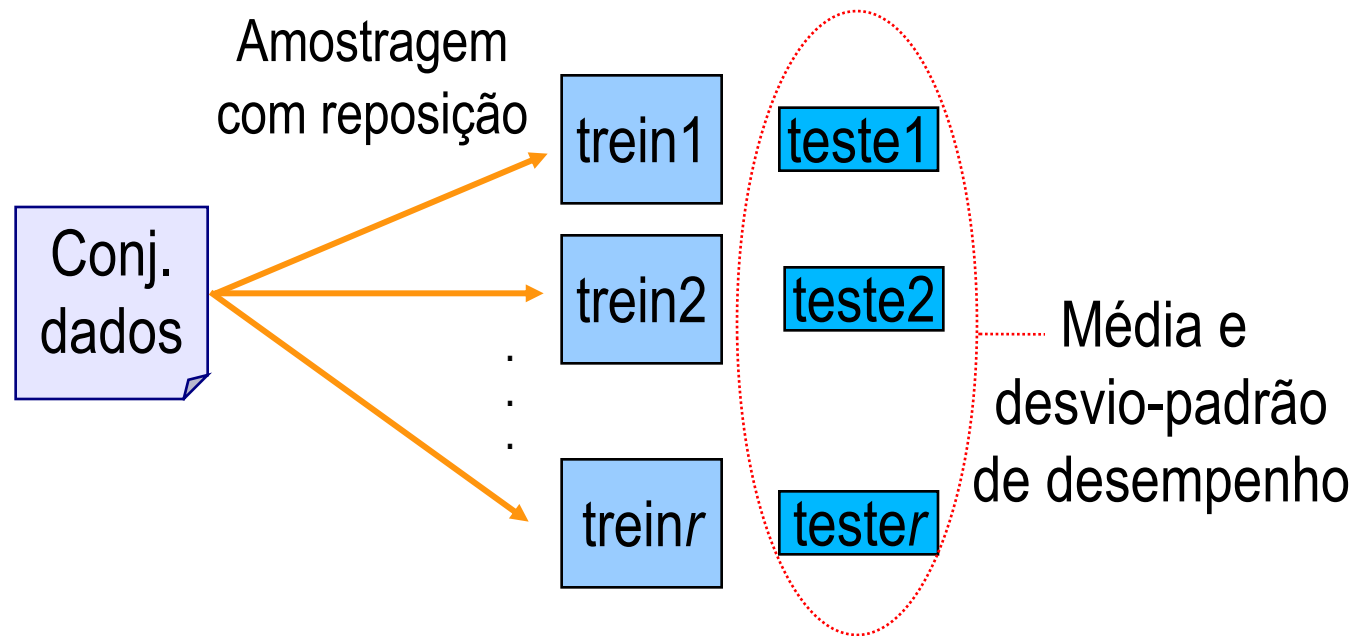 Amostragem
com reposição
Conj.
dados
trein1
teste1
trein2
teste2
.
.
.
treinr
tester
Média e
desvio-padrão
de desempenho